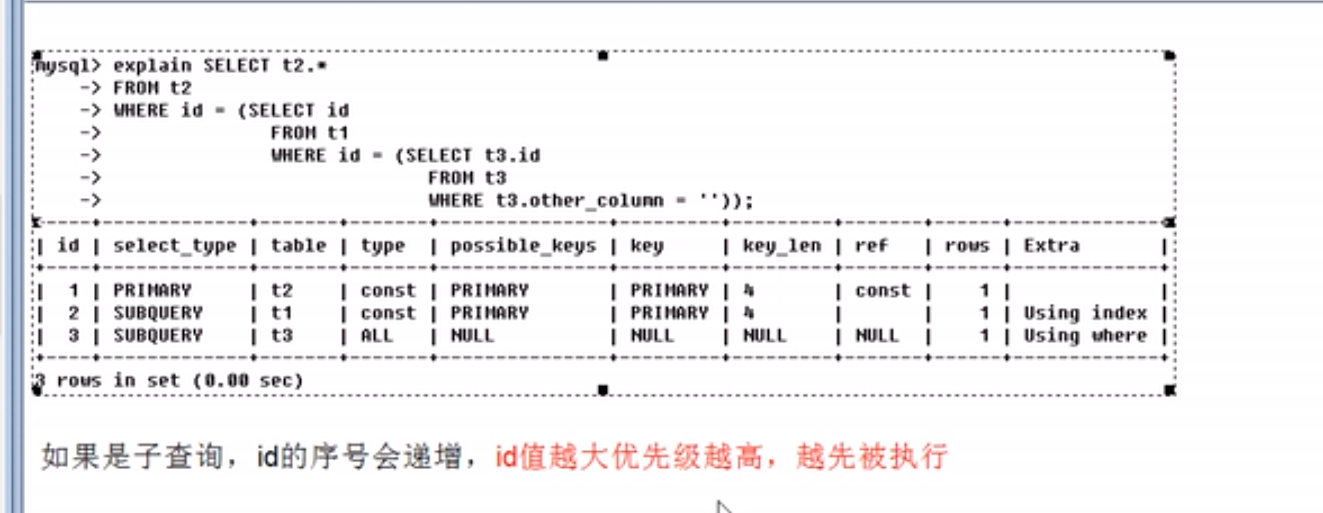 mysql> explain SELECT t2.*
-> FROM t2
-> WHERE id = (SELECT id
-> FROM t1
-> WHERE id = (SELECT t3.id
-> FROM t3
-> WHERE t3.other_column = ''));
| id | select_type | table | type | possible_keys | key | key_len | ref | rows | Extra |
| 1 | PRIMARY | t2 | const | PRIMARY | PRIMARY | 4 | const | 1 | |
| 2 | SUBQUERY | t1 | const | PRIMARY | PRIMARY | 4 | | 1 | Using index |
| 3 | SUBQUERY | t3 | ALL | NULL | NULL | NULL | NULL | 1 | Using where |
3 rows in set (0.00 sec)
如果是子查询，id的序号会递增，id值越大优先级越高，越先被执行